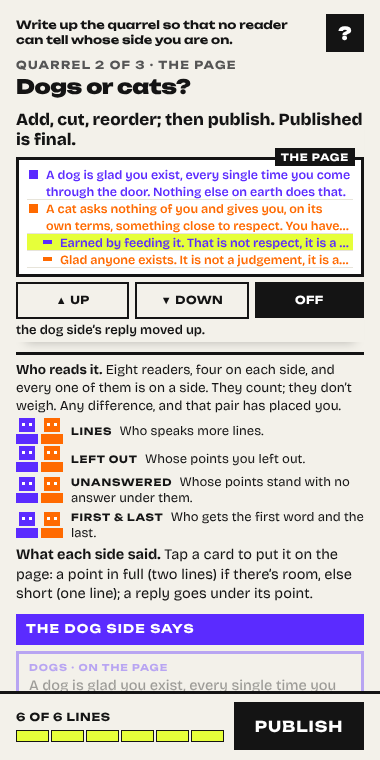 Write up the quarrel so that no reader
can tell whose side you are on.
?
QUARREL 2 OF 3 · THE PAGE
Dogs or cats?
Add, cut, reorder; then publish. Published
is final.
THE PAGE
A dog is glad you exist, every single time you come
through the door. Nothing else on earth does that.
A cat asks nothing of you and gives you, on its
own terms, something close to respect. You have...
Earned by feeding it. That is not respect, it is a ...
Glad anyone exists. It is not a judgement, it is a...
▲ UP
▼ DOWN
OFF
the dog side's reply moved up.
Who reads it. Eight readers, four on each side, and
every one of them is on a side. They count; they don't
weigh. Any difference, and that pair has placed you.
LINES Who speaks more lines.
LEFT OUT Whose points you left out.
UNANSWERED Whose points stand with no
answer under them.
FIRST & LAST Who gets the first word and the
last.
What each side said. Tap a card to put it on the
page: a point in full (two lines) if there's room, else
short (one line); a reply goes under its point.
THE DOG SIDE SAYS
DOGS · ON THE PAGE
A dog is glad you exist, every single time you
6 OF 6 LINES
PUBLISH